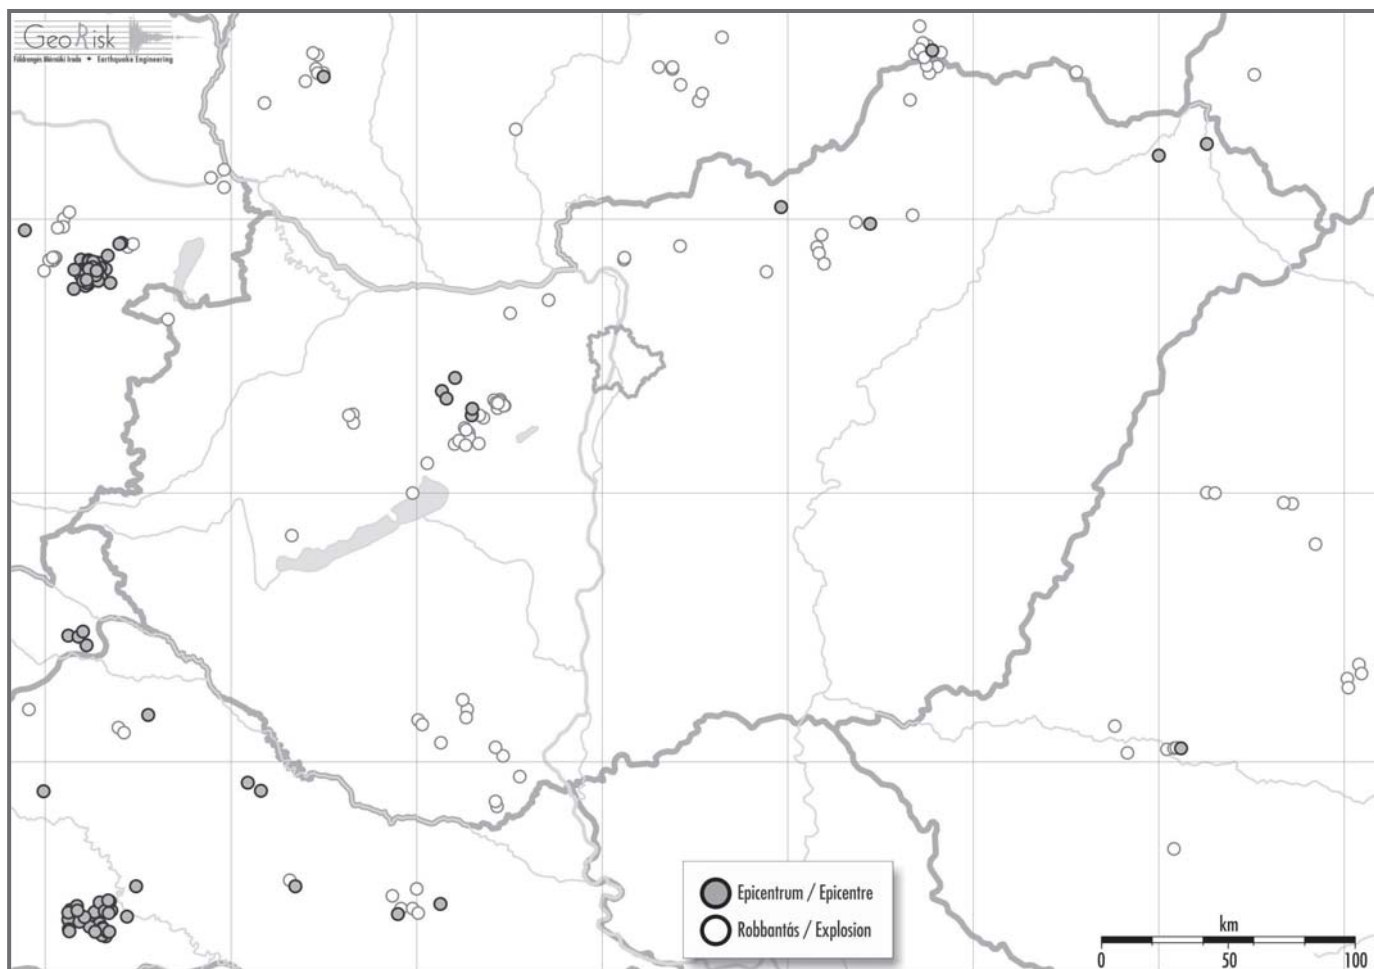 GeoRisk
Földrengés Mérnöki Iroda • Earthquake Engineering
Epicentrum / Epicentre
Robbantás / Explosion
km
0 50 100